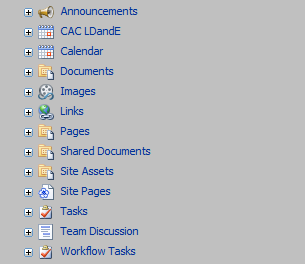 Announcements
CAC LDandE
Calendar
Documents
Images
Links
Pages
Shared Documents
Site Assets
Site Pages
Tasks
Team Discussion
Workflow Tasks